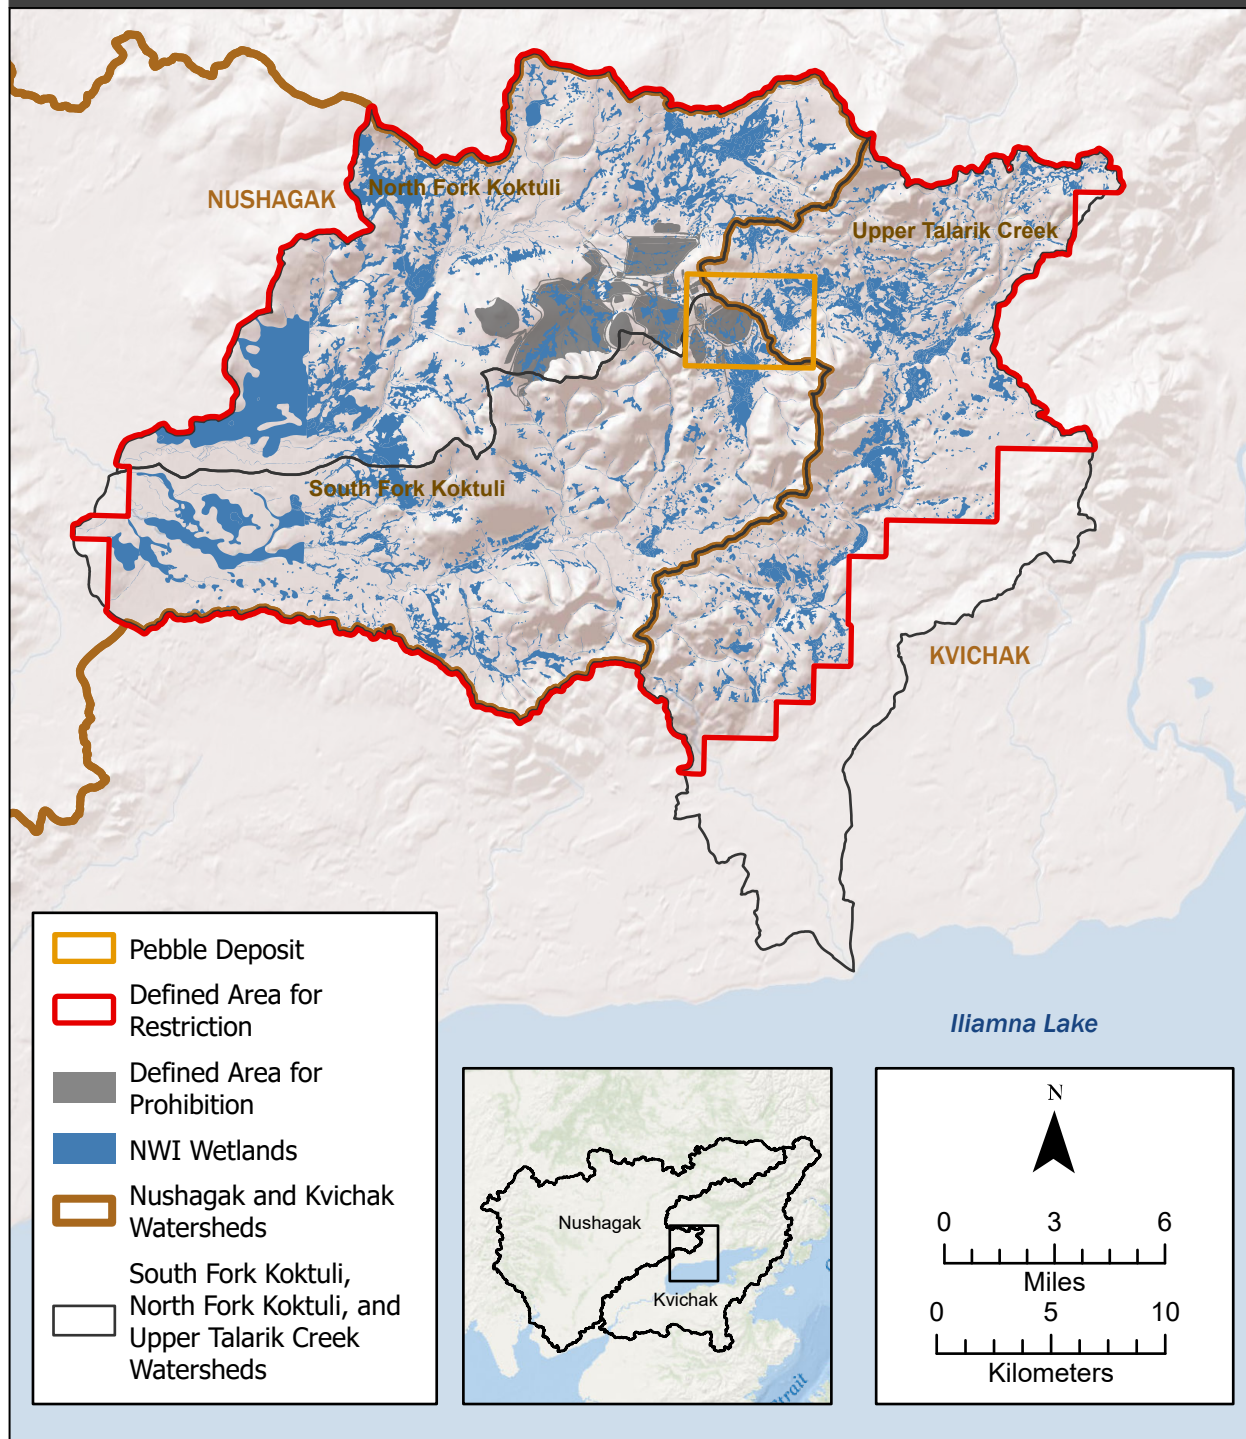 NUSHAGAK
North Fork Koktuli
Upper Talarik Creek
South Fork Koktuli
KVICHAK
Iliamna Lake
Pebble Deposit
Defined Area for
Restriction
Defined Area for
Prohibition
NWI Wetlands
Nushagak and Kvichak
Watersheds
South Fork Koktuli,
North Fork Koktuli, and
Upper Talarik Creek
Watersheds
Nushagak
Kvichak
trait
N
0 3 6
Miles
0 5 10
Kilometers